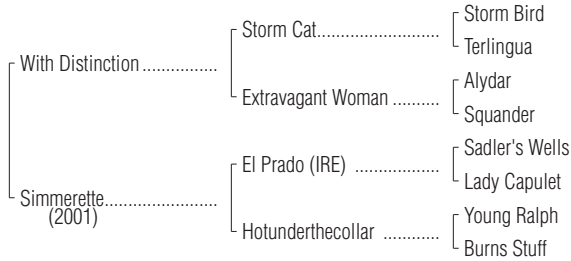 Storm Bird
Storm Cat.............................
Terlingua
With Distinction ................
Alydar
Extravagant Woman ..........
Squander
Sadler's Wells
El Prado (IRE) ....................
Lady Capulet
Simmerette........................
(2001)
Young Ralph
Hotunderthecollar .............
Burns Stuff